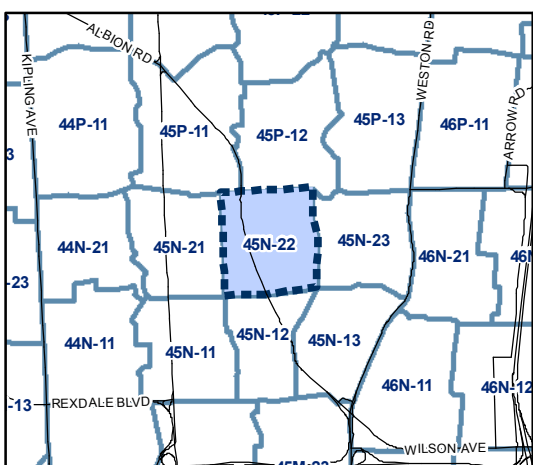 ALBION RD
KIPLING AVE
WESTON RD
ARROW RD
44P-11
45P-11
45P-12
45P-13
46P-11
3
44N-21
45N-21
45N-22
45N-23
46N-21
-23
44N-11
45N-11
45N-12
45N-13
46N-11
46N-12
-13
REXDALE BLVD
WILSON AVE